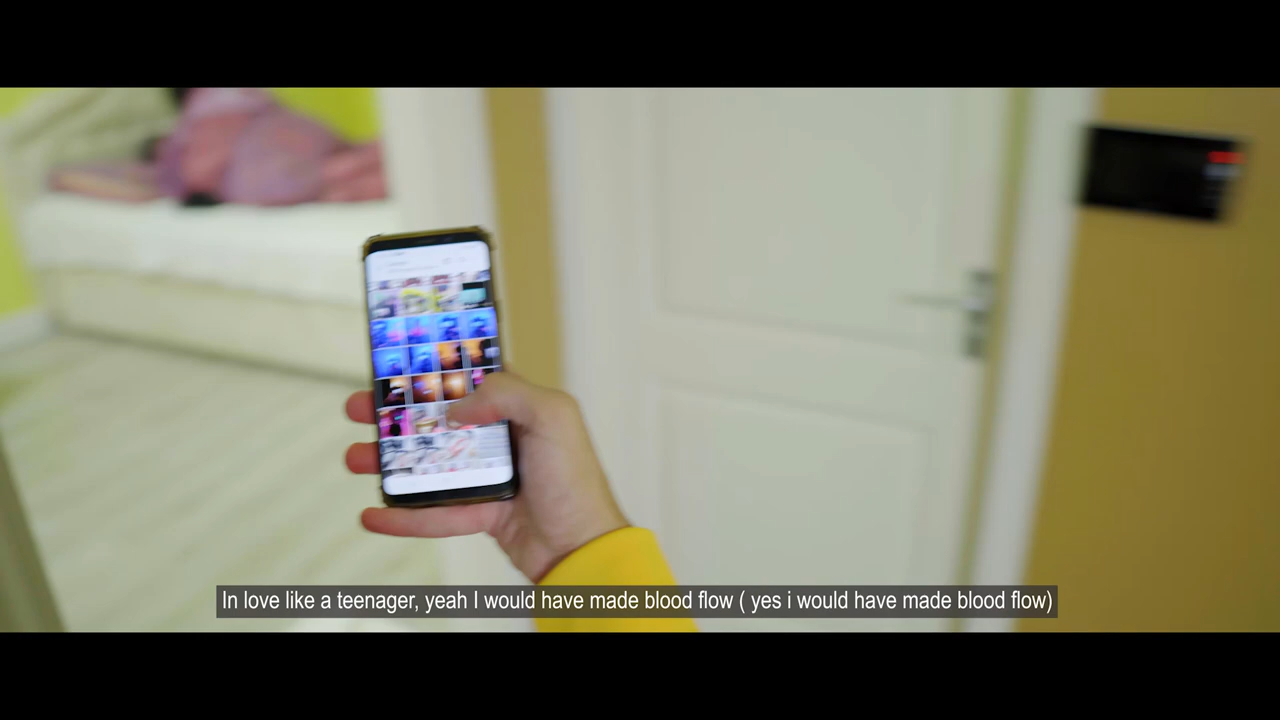 In love like a teenager, yeah I would have made blood flow ( yes i would have made blood flow)